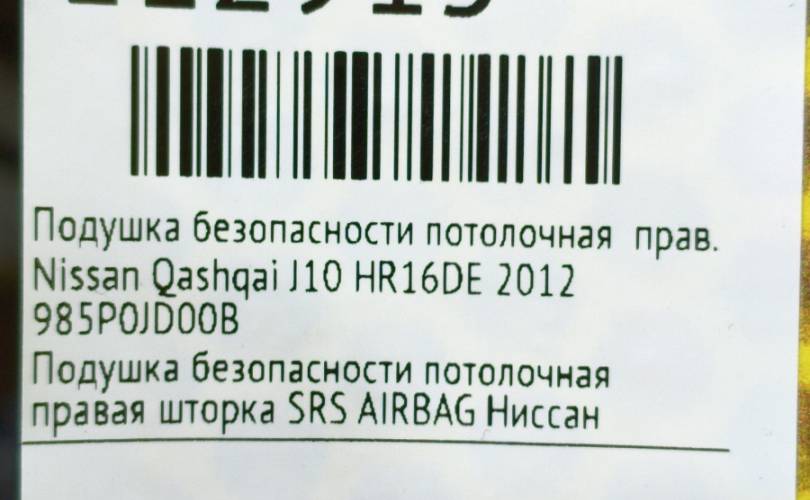 Подушка безопасности потолочная прав.
Nissan Qashqai J10 HR16DE 2012
985P0JD00B
Подушка безопасности потолочная
правая шторка SRS AIRBAG Ниссан